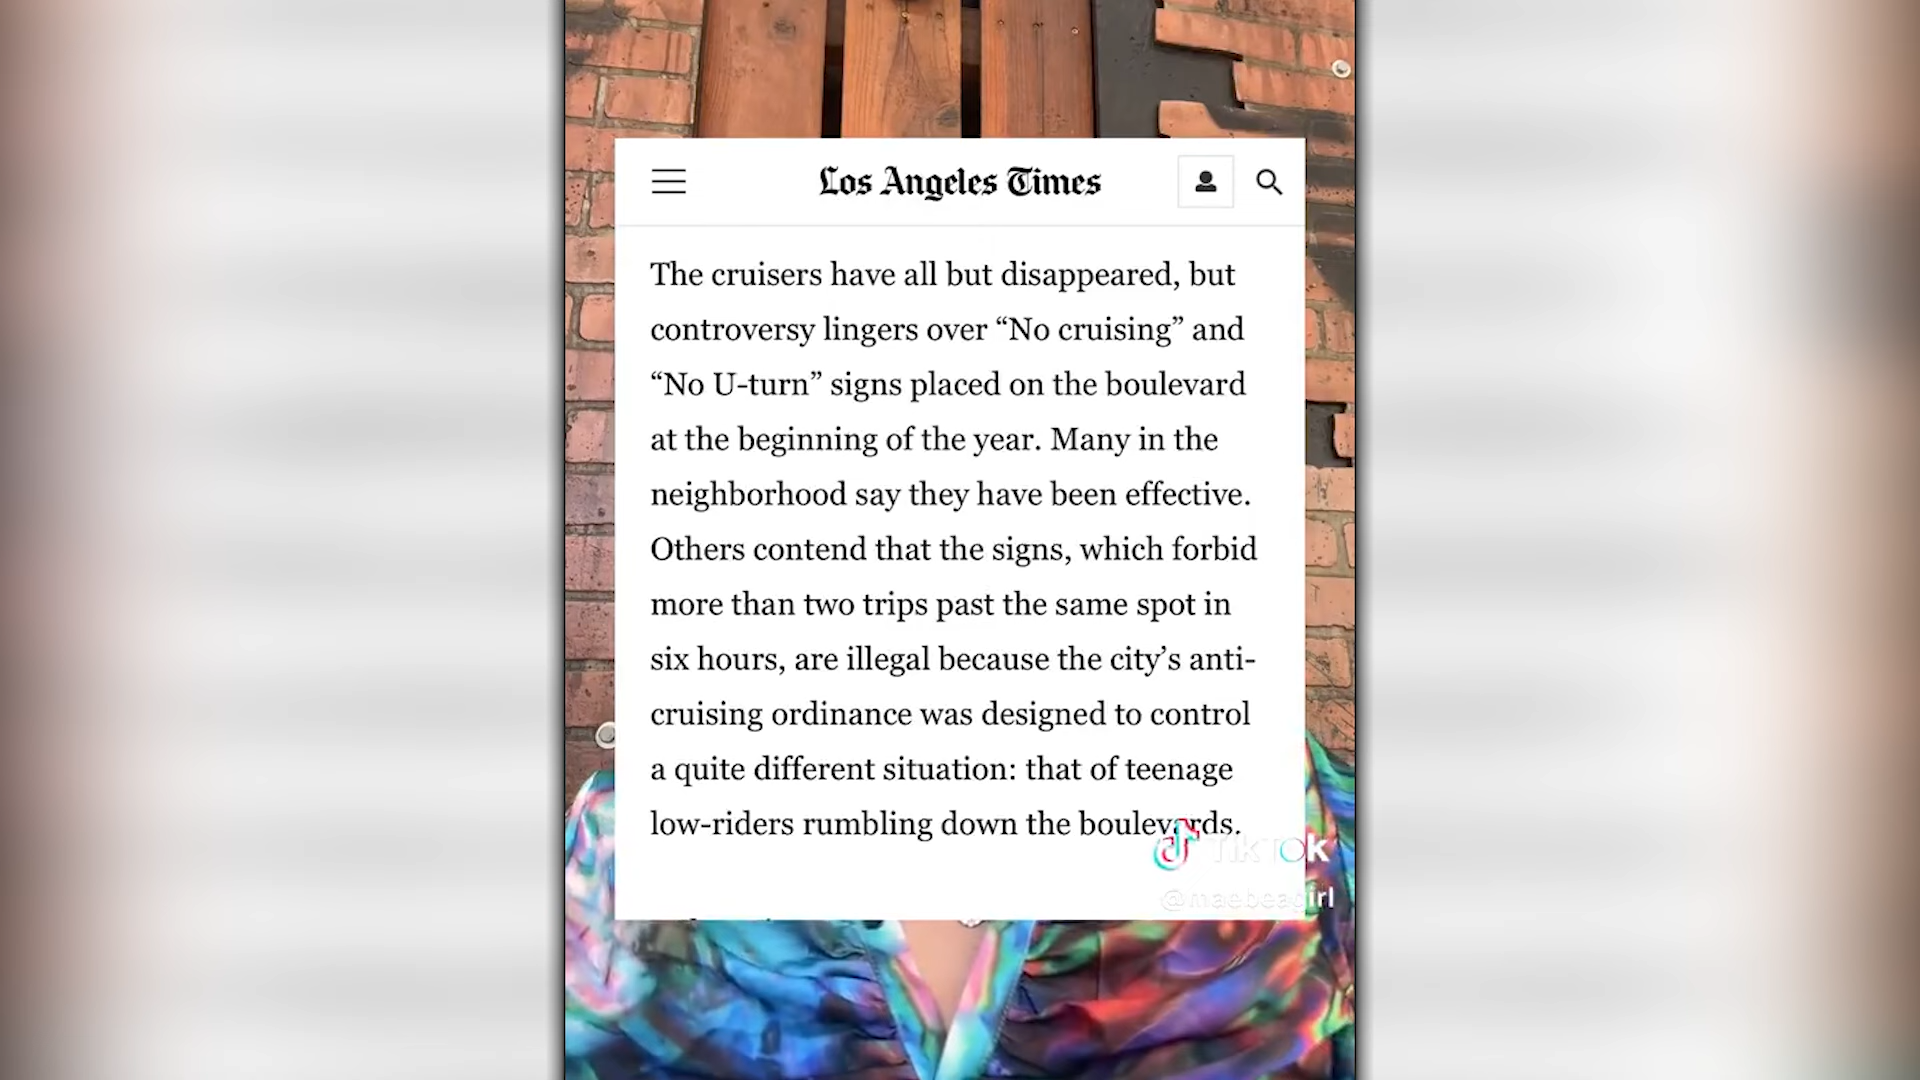 Los Angeles Times
The cruisers have all but disappeared, but
controversy lingers over “No cruising” and
“No U-turn” signs placed on the boulevard
at the beginning of the year. Many in the
neighborhood say they have been effective.
Others contend that the signs, which forbid
more than two trips past the same spot in
six hours, are illegal because the city’s anti-
cruising ordinance was designed to control
a quite different situation: that of teenage
low-riders rumbling down the boulevards.
TikTok
@maebeagirl